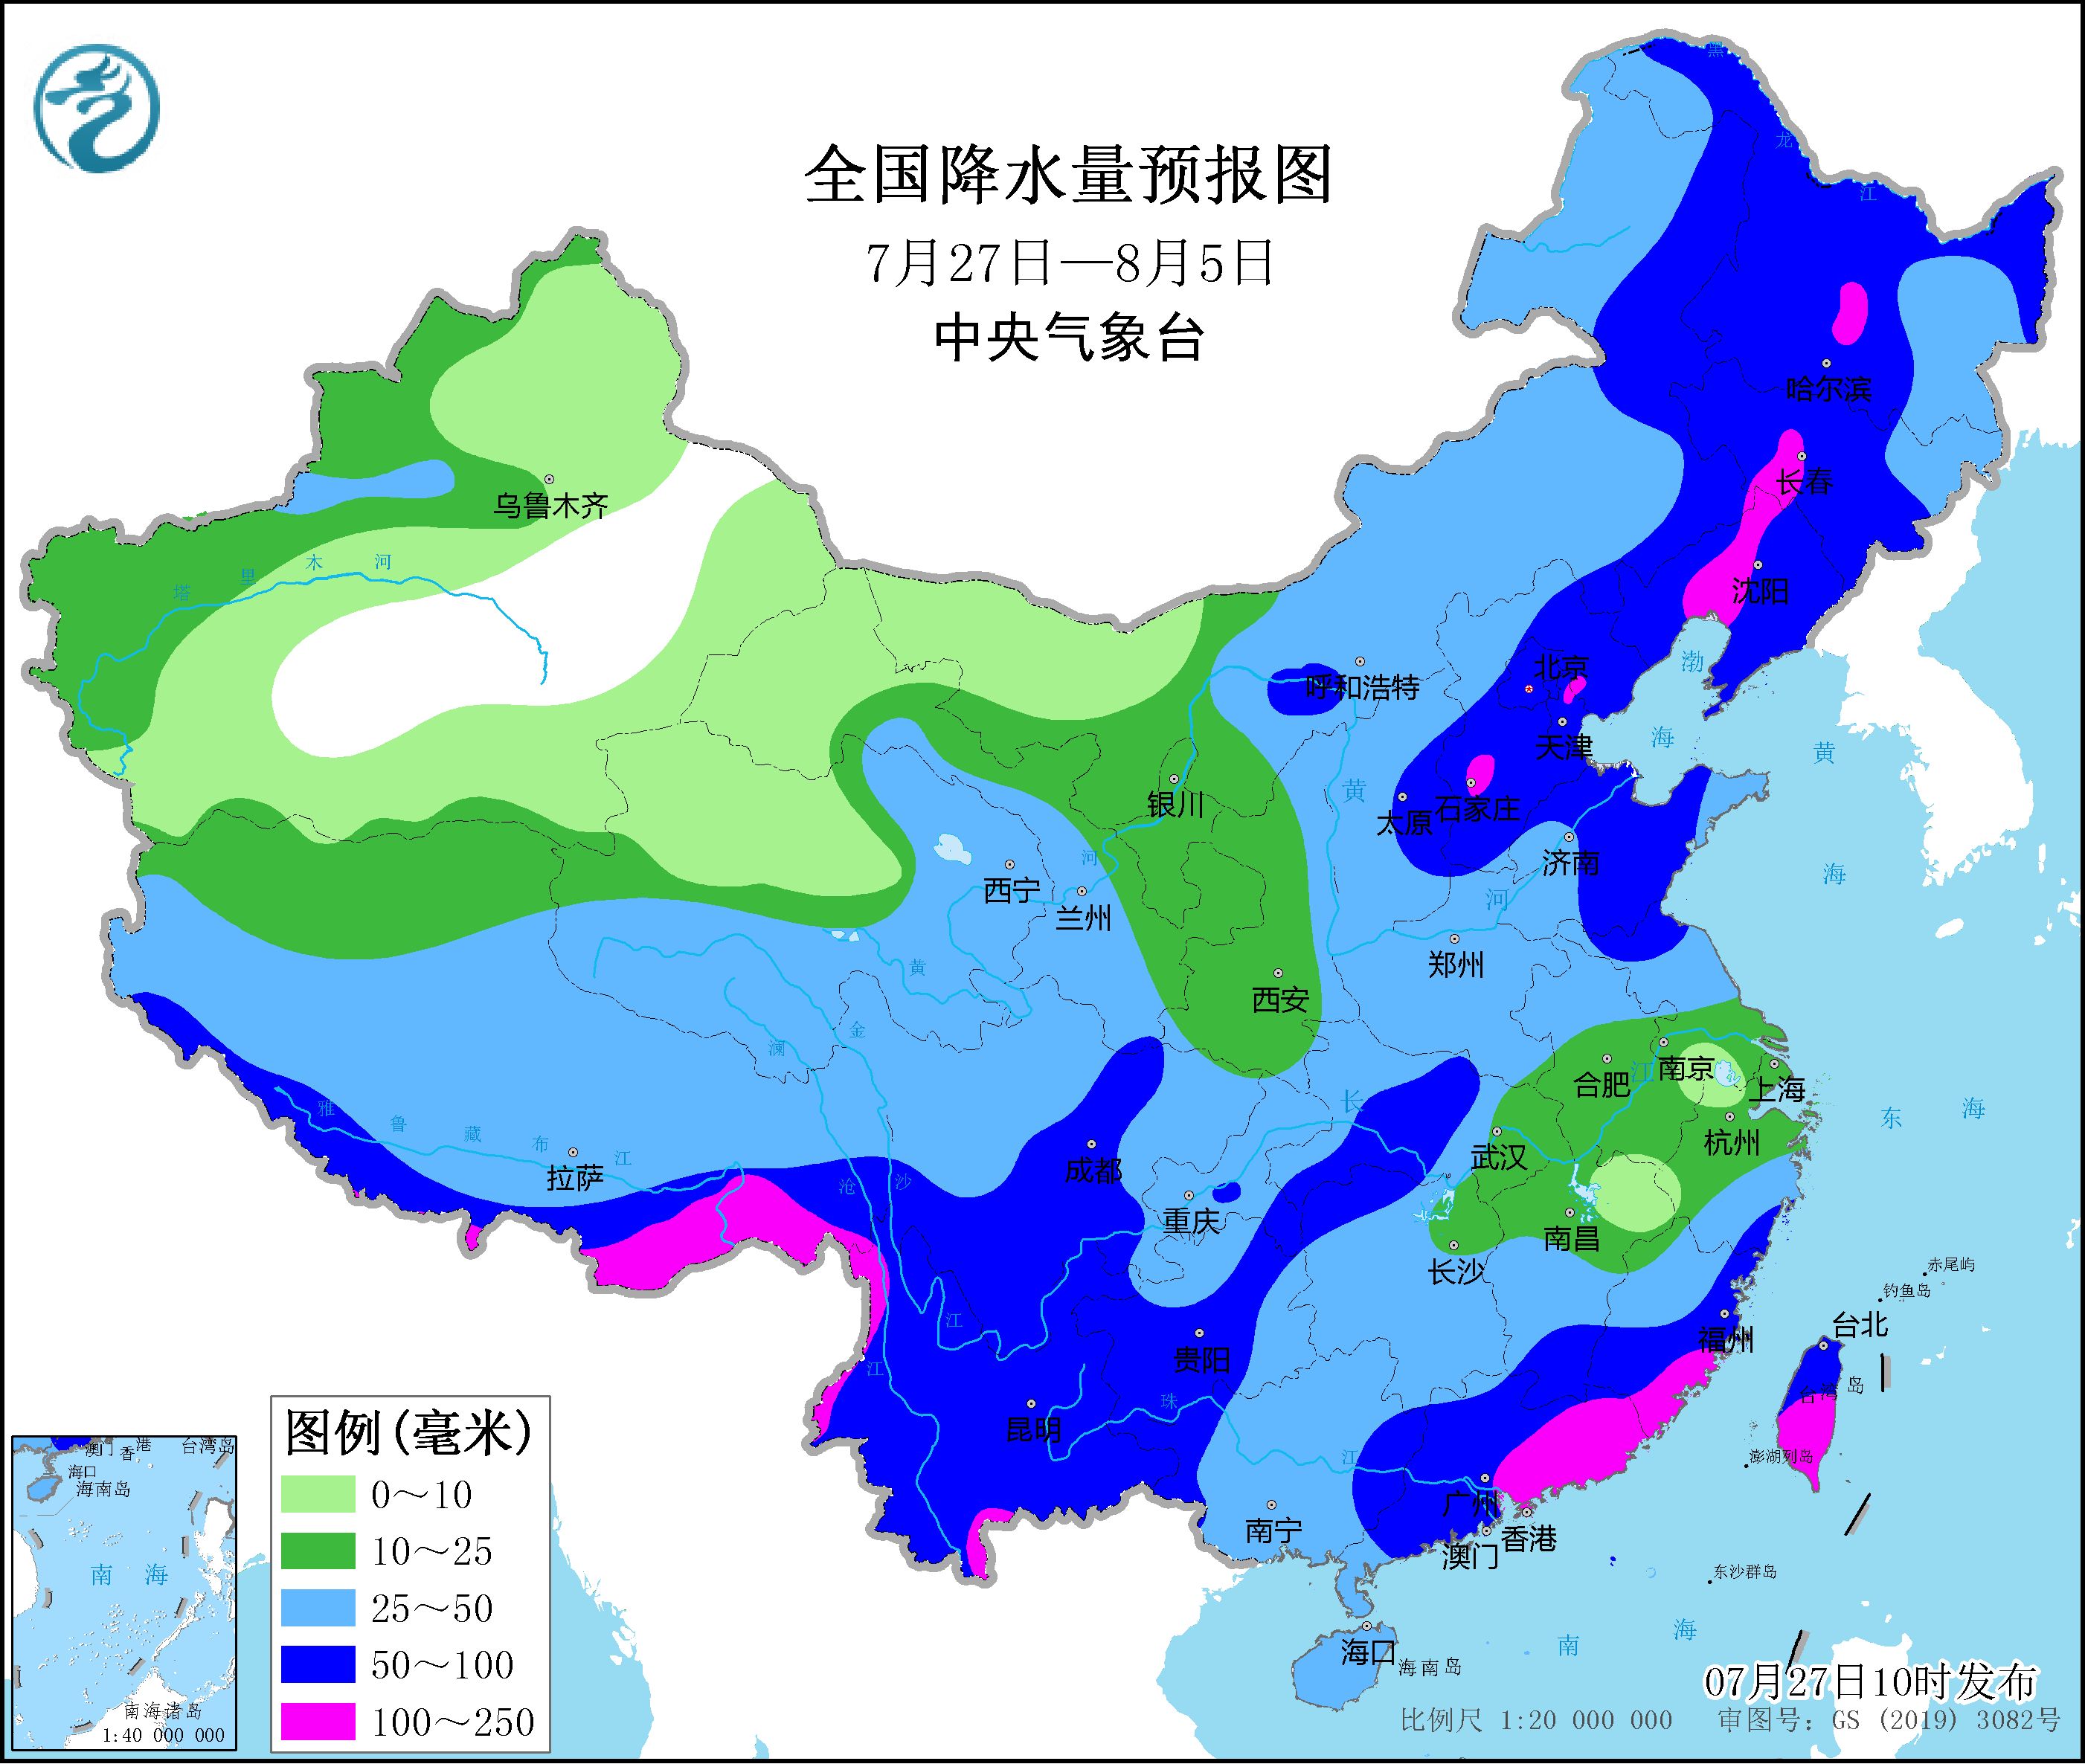 全国降水量预报图
7月27日—8月5日
中央气象台
黑
龙
江
哈尔滨
长春
沈阳
乌鲁木齐
塔里木河
呼和浩特
北京
天津
渤海
黄海
石家庄
太原
济南
银川
西宁
兰州
黄河
黄
河
黄
西安
郑州
金沙江
澜沧江
雅鲁藏布江
拉萨
成都
重庆
长江
武汉
合肥
南京
上海
杭州
东海
南昌
长沙
赤尾屿
钓鱼岛
福州
台北
台湾岛
澎湖列岛
贵阳
昆明
珠江
广州
香港
澳门
南宁
东沙群岛
南海
海口
海南岛
图例(毫米)
0～10
10～25
25～50
50～100
100～250
澳门 香港 台湾岛
海口
海南岛
南海
南海诸岛
1:40 000 000
07月27日10时发布
比例尺 1:20 000 000 审图号: GS (2019) 3082号